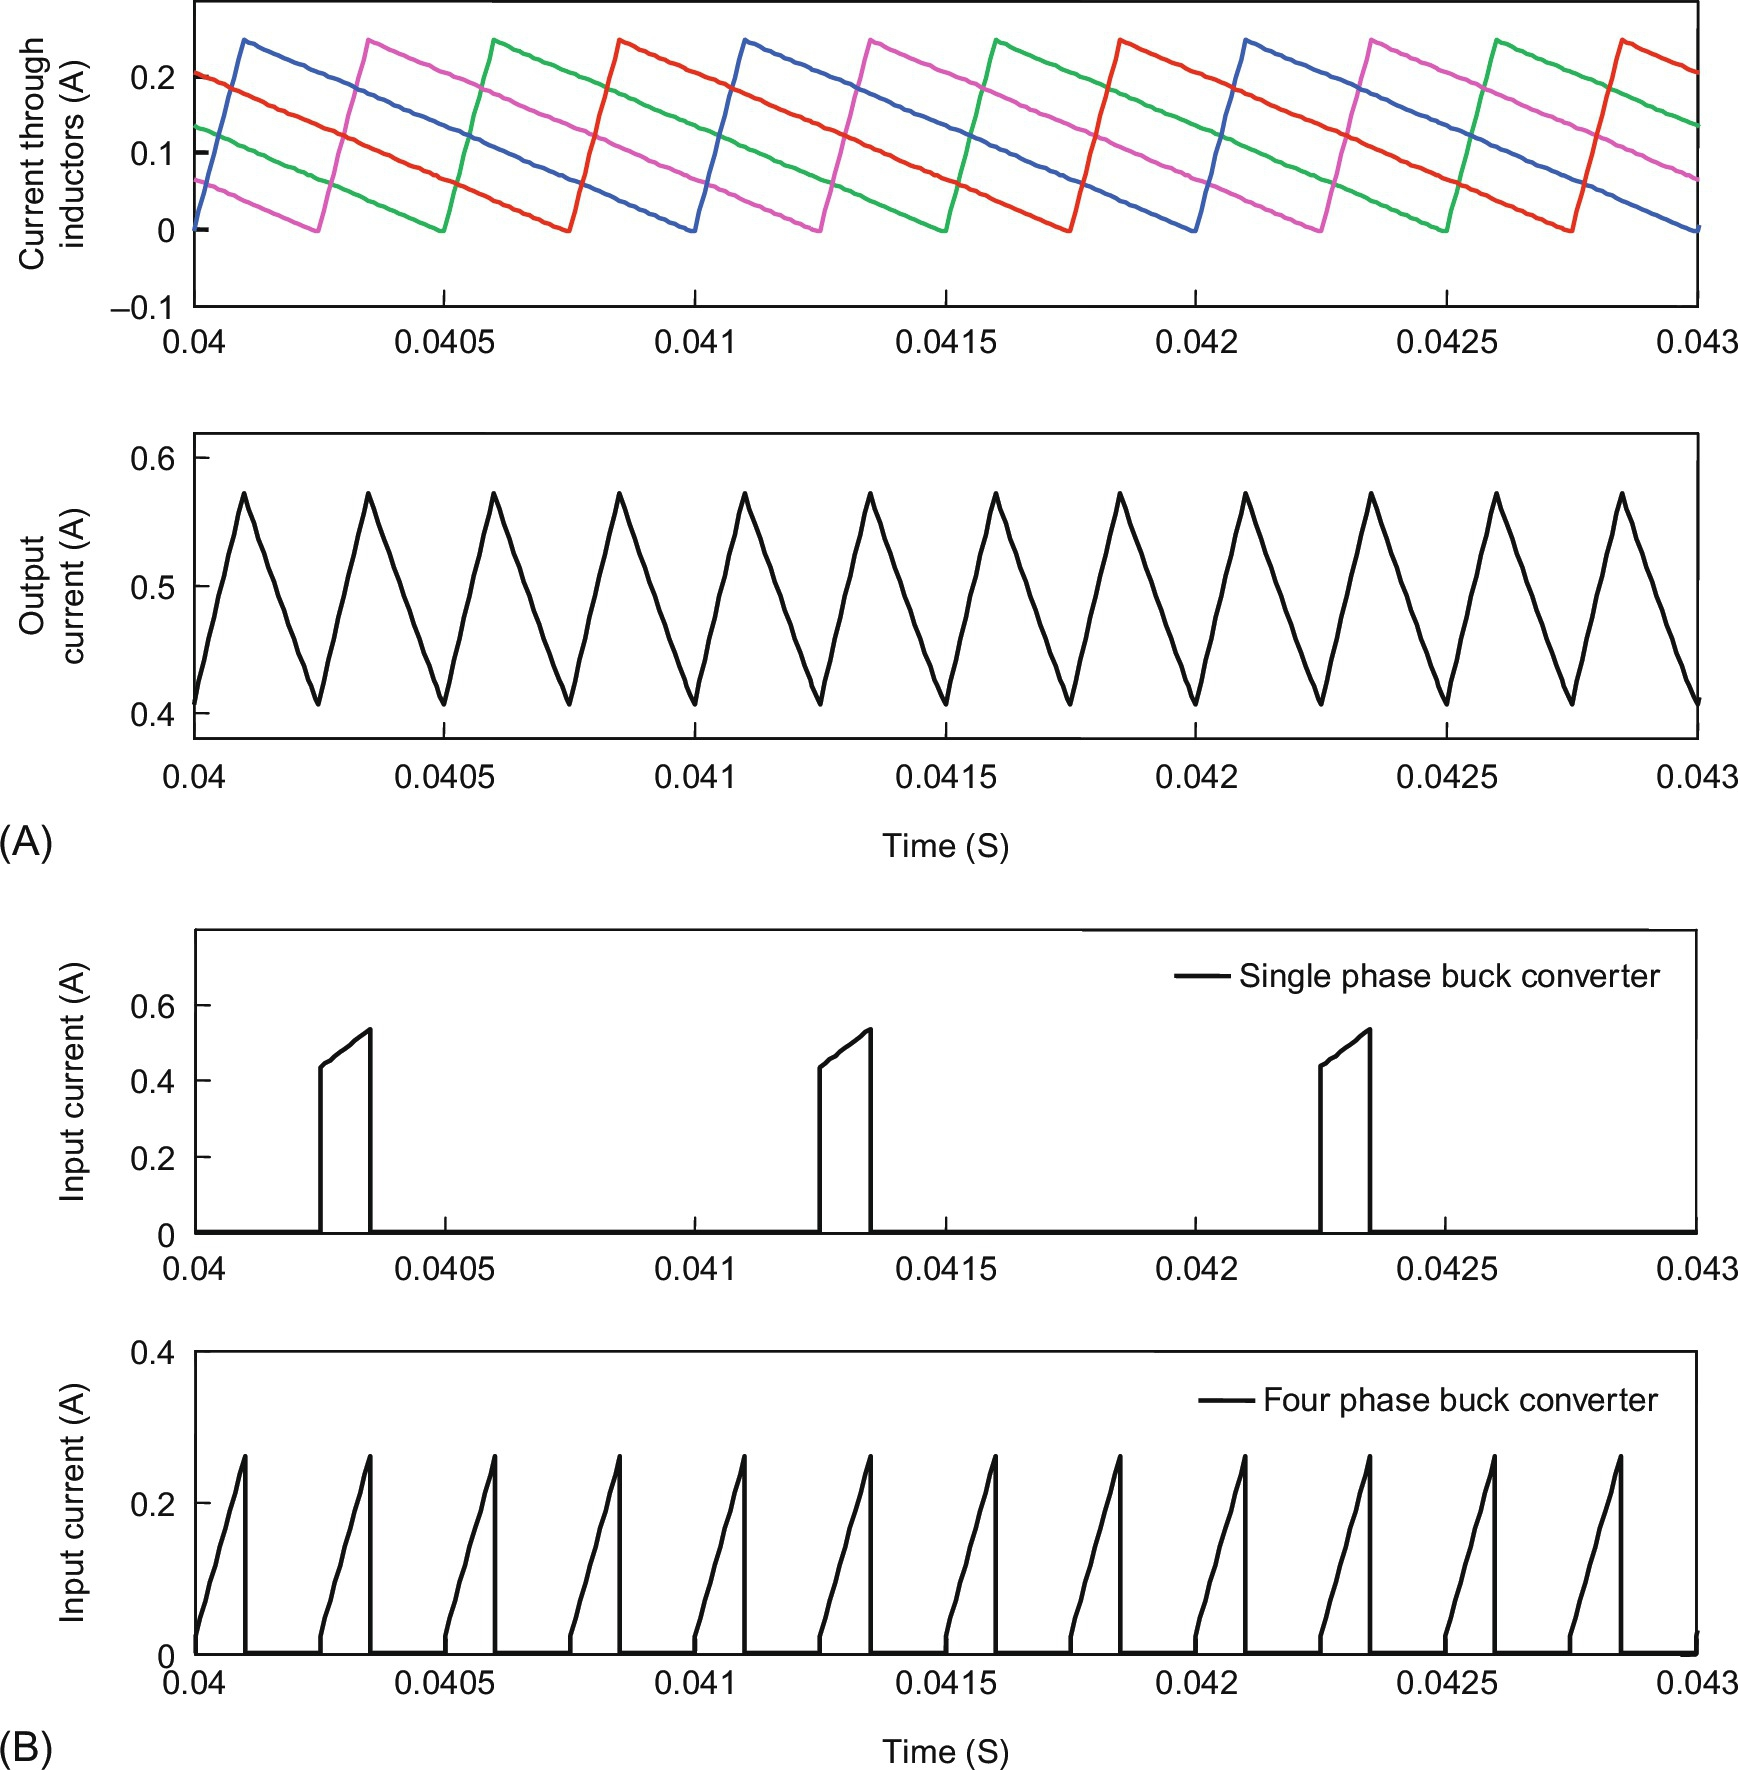 Current through
inductors (A)
0.2
0.1
0
–0.1
0.04 0.0405 0.041 0.0415 0.042 0.0425 0.043
Output
current (A)
0.6
0.5
0.4
0.04 0.0405 0.041 0.0415 0.042 0.0425 0.043
(A)
Time (S)
Input current (A)
Single phase buck converter
0.6
0.4
0.2
0
0.04 0.0405 0.041 0.0415 0.042 0.0425 0.043
Input current (A)
0.4
Four phase buck converter
0.2
0
0.04 0.0405 0.041 0.0415 0.042 0.0425 0.043
(B)
Time (S)